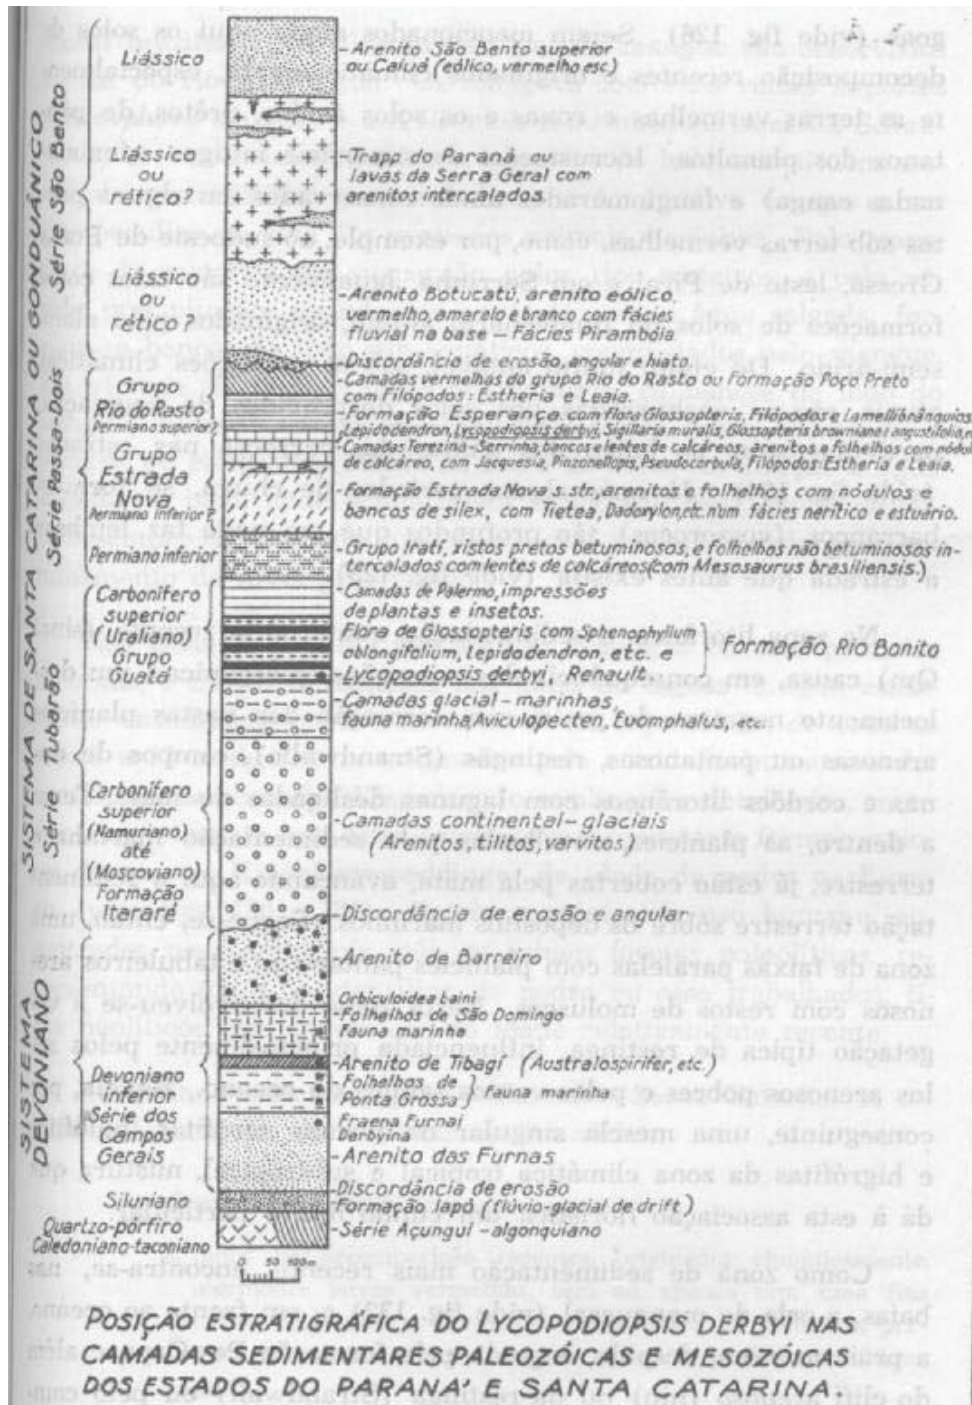 SISTEMA DE SANTA CATARINA OU GONDUÂNICO
Série São Bento
Liássico
Arenito São Bento superior
ou Caiuá (eólico, vermelho esc.)
Liássico
ou
rético?
Trapp do Paraná ou
lavas da Serra Geral com
arenitos intercalados.
Liássico
ou
rético?
Arenito Botucatú, arenito eólico,
vermelho, amarelo e branco com fácies
fluvial na base – Fácies Pirambóia.
Série Passa-Dois
Discordância de erosão, angular e hiato.
Grupo
Rio do Rasto
Permiano superior?
Camadas vermelhas do grupo Rio do Rasto ou Formação Poço Preto
com Filópodos: Estheria e Leaia.
Formação Esperança com flora Glossopteris, Filópodos e Lamellibrânquios
Lepidodendron, Lycopodiopsis derbyi, Sigillaria muralis, Glossopteris browniana e angustifolia,
Grupo
Estrada
Nova
Permiano inferior?
Camadas Terezina-Serrinha, bancos e lentes de calcáreos, arenitos e folhelhos com nódulos
de calcáreo, com Jacquesia, Pinzonellopis, Pseudocorbula, Filópodos: Estheria e Leaia.
Formação Estrada Nova s. str., arenitos e folhelhos com nódulos e
bancos de silex, com Tietea, Dadoxylon, etc. n'um fácies nerítico e estuário.
Permiano inferior
Grupo Iratí, xistos pretos betuminosos, e folhelhos não betuminosos in-
tercalados com lentes de calcáreos (com Mesosaurus brasiliensis.)
Série Tubarão
Carbonífero
superior
(Uraliano)
Grupo
Guatá
Camadas de Palermo, impressões
de plantas e insetos.
Flora de Glossopteris com Sphenophyllum
oblongifolium, Lepidodendron, etc. e
Lycopodiopsis derbyi, Renault.
Formação Rio Bonito
Camadas glacial – marinhas,
fauna marinha, Aviculopecten, Euomphalus, etc.
Carbonífero
superior
(Namuriano)
até
(Moscoviano)
Formação
Itararé
Camadas continental – glaciais
(Arenitos, tilitos, varvitos)
Discordância de erosão e angular
SISTEMA
DEVONIANO
Devoniano
inferior
Série dos
Campos
Gerais
Arenito de Barreiro
Orbiculoidea baini
Folhelhos de São Domingo
Fauna marinha
Arenito de Tibagí (Australospirifer, etc.)
Folhelhos de
Ponta Grossa
fauna marinha
Fraena Furnai
Derbyina
Arenito das Furnas
Discordância de erosão
Siluriano
Formação Iapó (flúvio-glacial de drift)
Quartzo-pórfiro
Caledoniano-taconiano
Série Açunguí – algonquiano
0 50 100m
POSIÇÃO ESTRATIGRÁFICA DO LYCOPODIOPSIS DERBYI NAS
CAMADAS SEDIMENTARES PALEOZÓICAS E MESOZÓICAS
DOS ESTADOS DO PARANÁ E SANTA CATARINA.